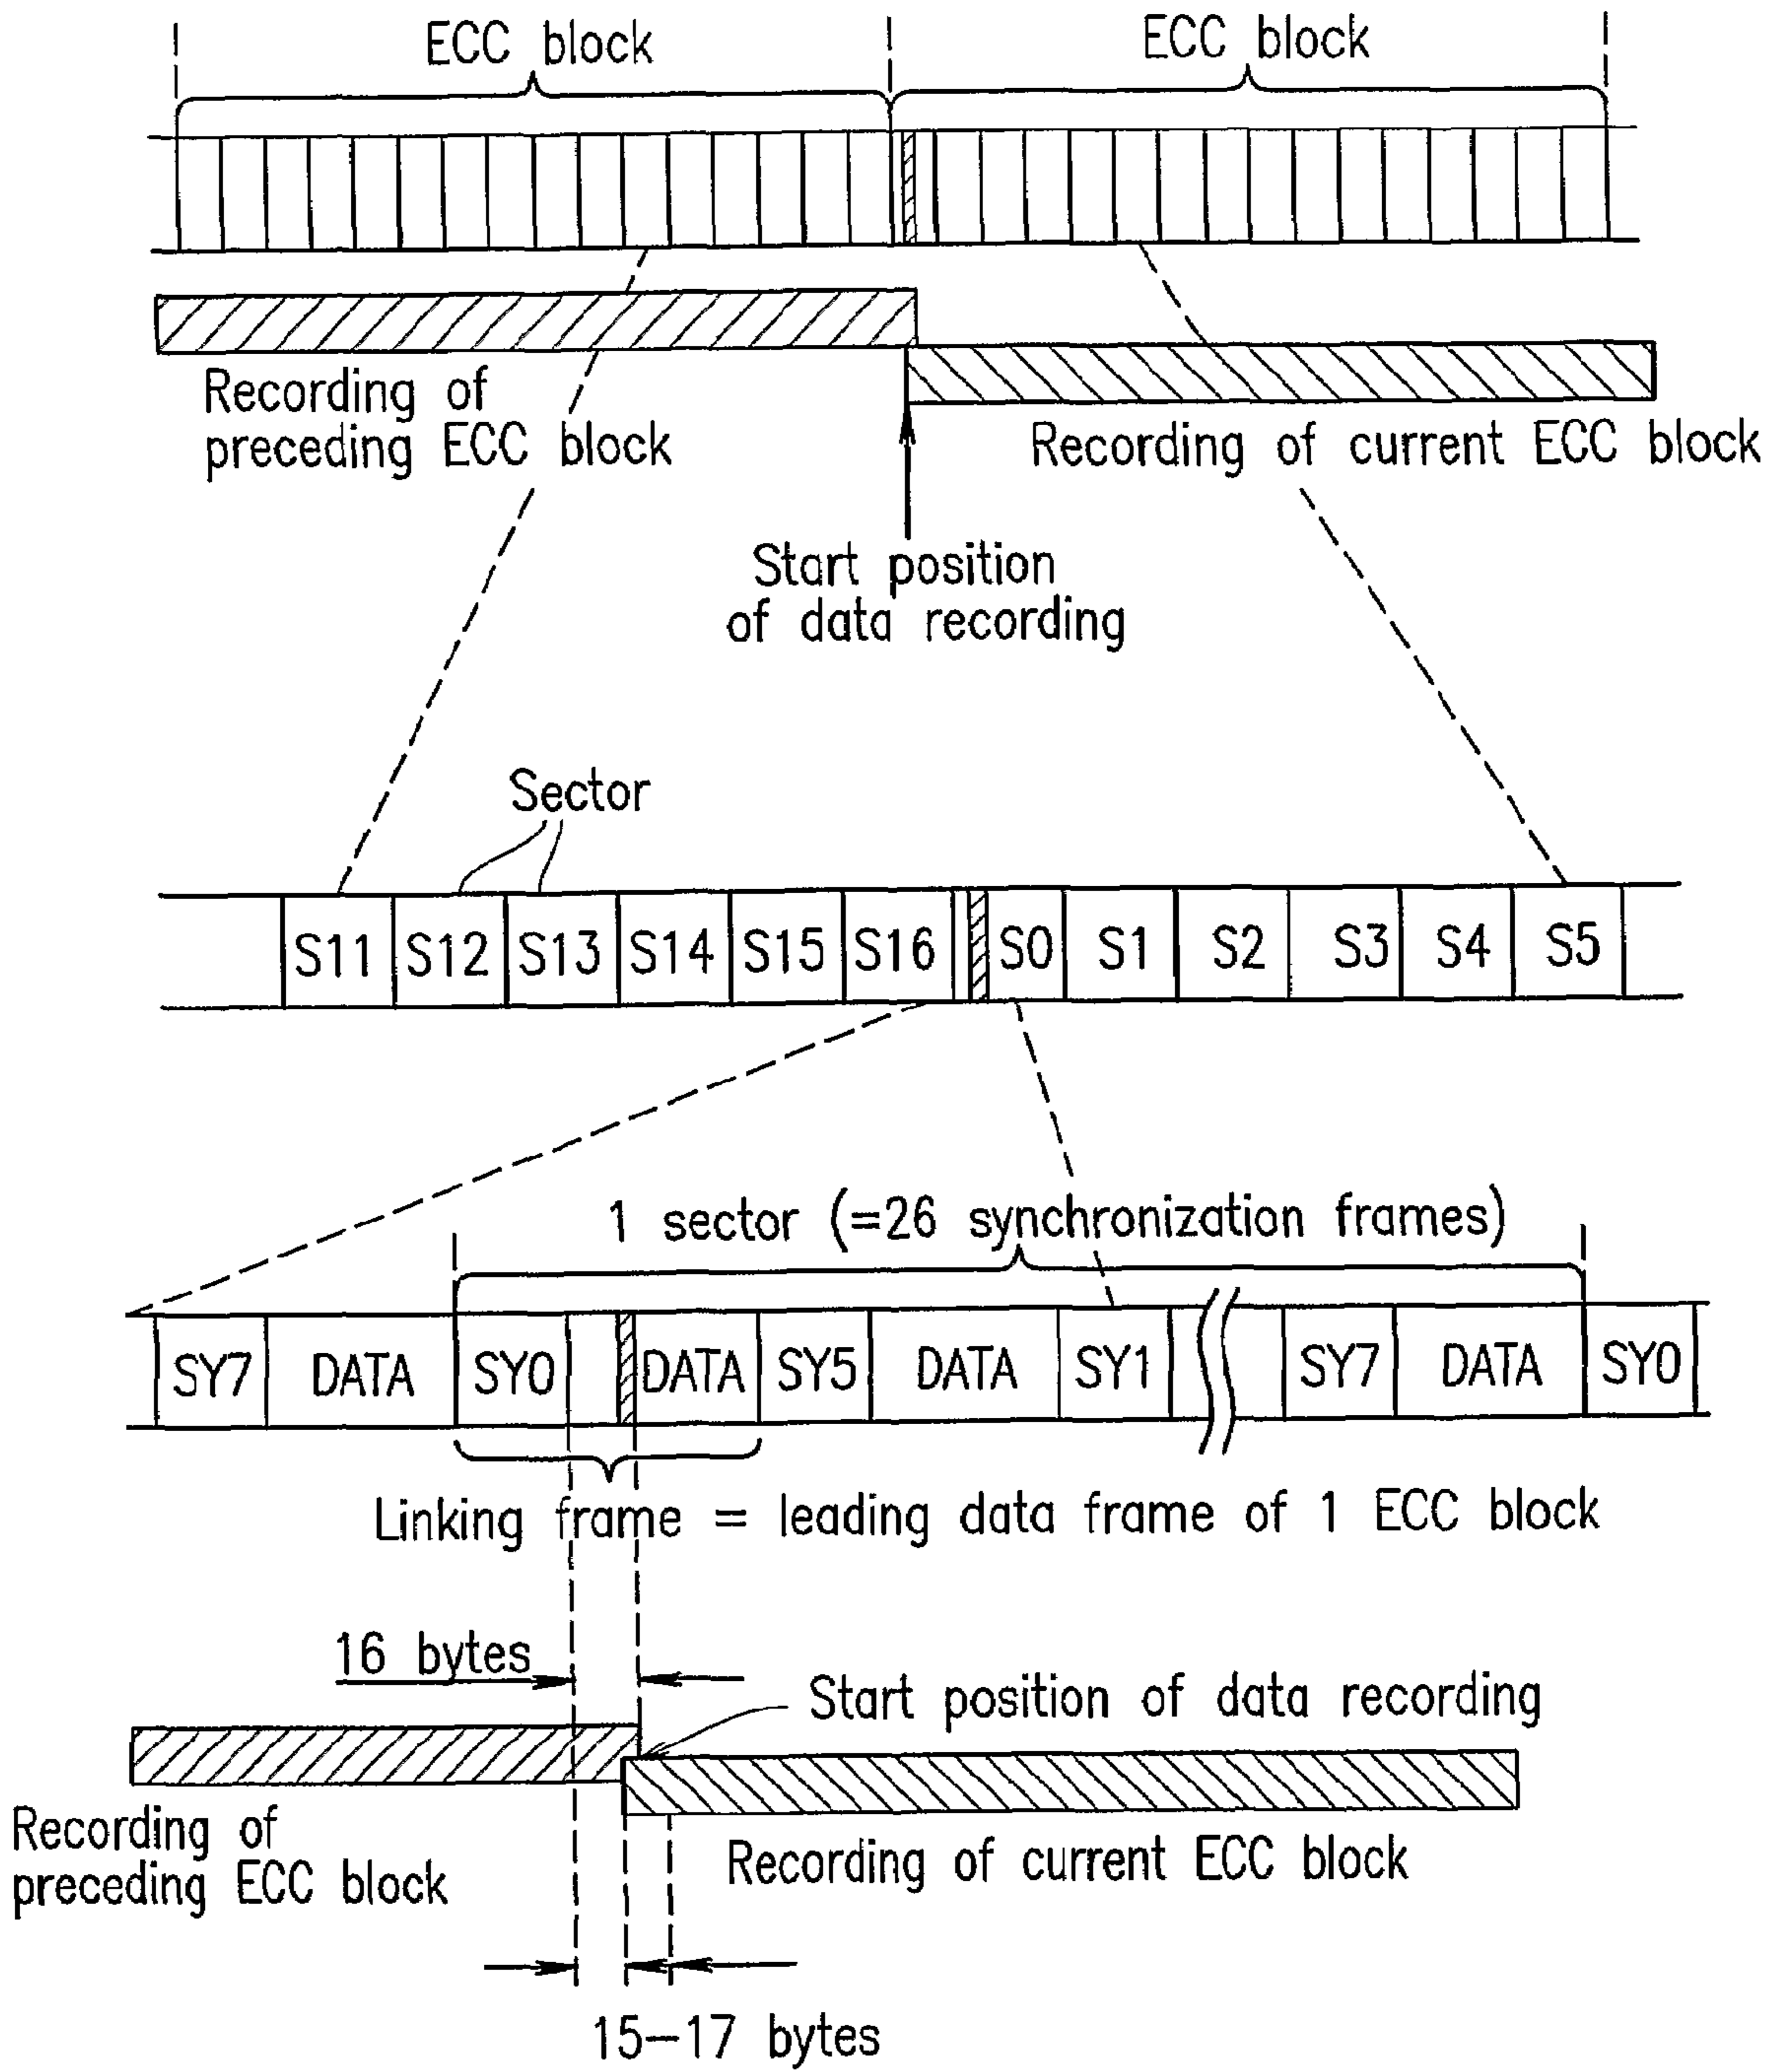 ECC block
ECC block
Recording of
preceding ECC block
Recording of current ECC block
Start position
of data recording
Sector
S11 S12 S13 S14 S15 S16 S0 S1 S2 S3 S4 S5
1 sector (=26 synchronization frames)
SY7 DATA SY0 DATA SY5 DATA SY1 SY7 DATA SY0
Linking frame = leading data frame of 1 ECC block
16 bytes
Start position of data recording
Recording of
preceding ECC block
Recording of current ECC block
15-17 bytes